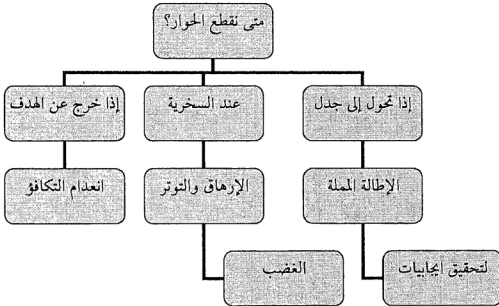 متى نقطع الحوار؟
إذا تحول إلى جدل
عند السخرية
إذا خرج عن الهدف
الإطالة المملة
الإرهاق والتوتر
انعدام التكافؤ
لتحقيق ايجابيات
الغضب